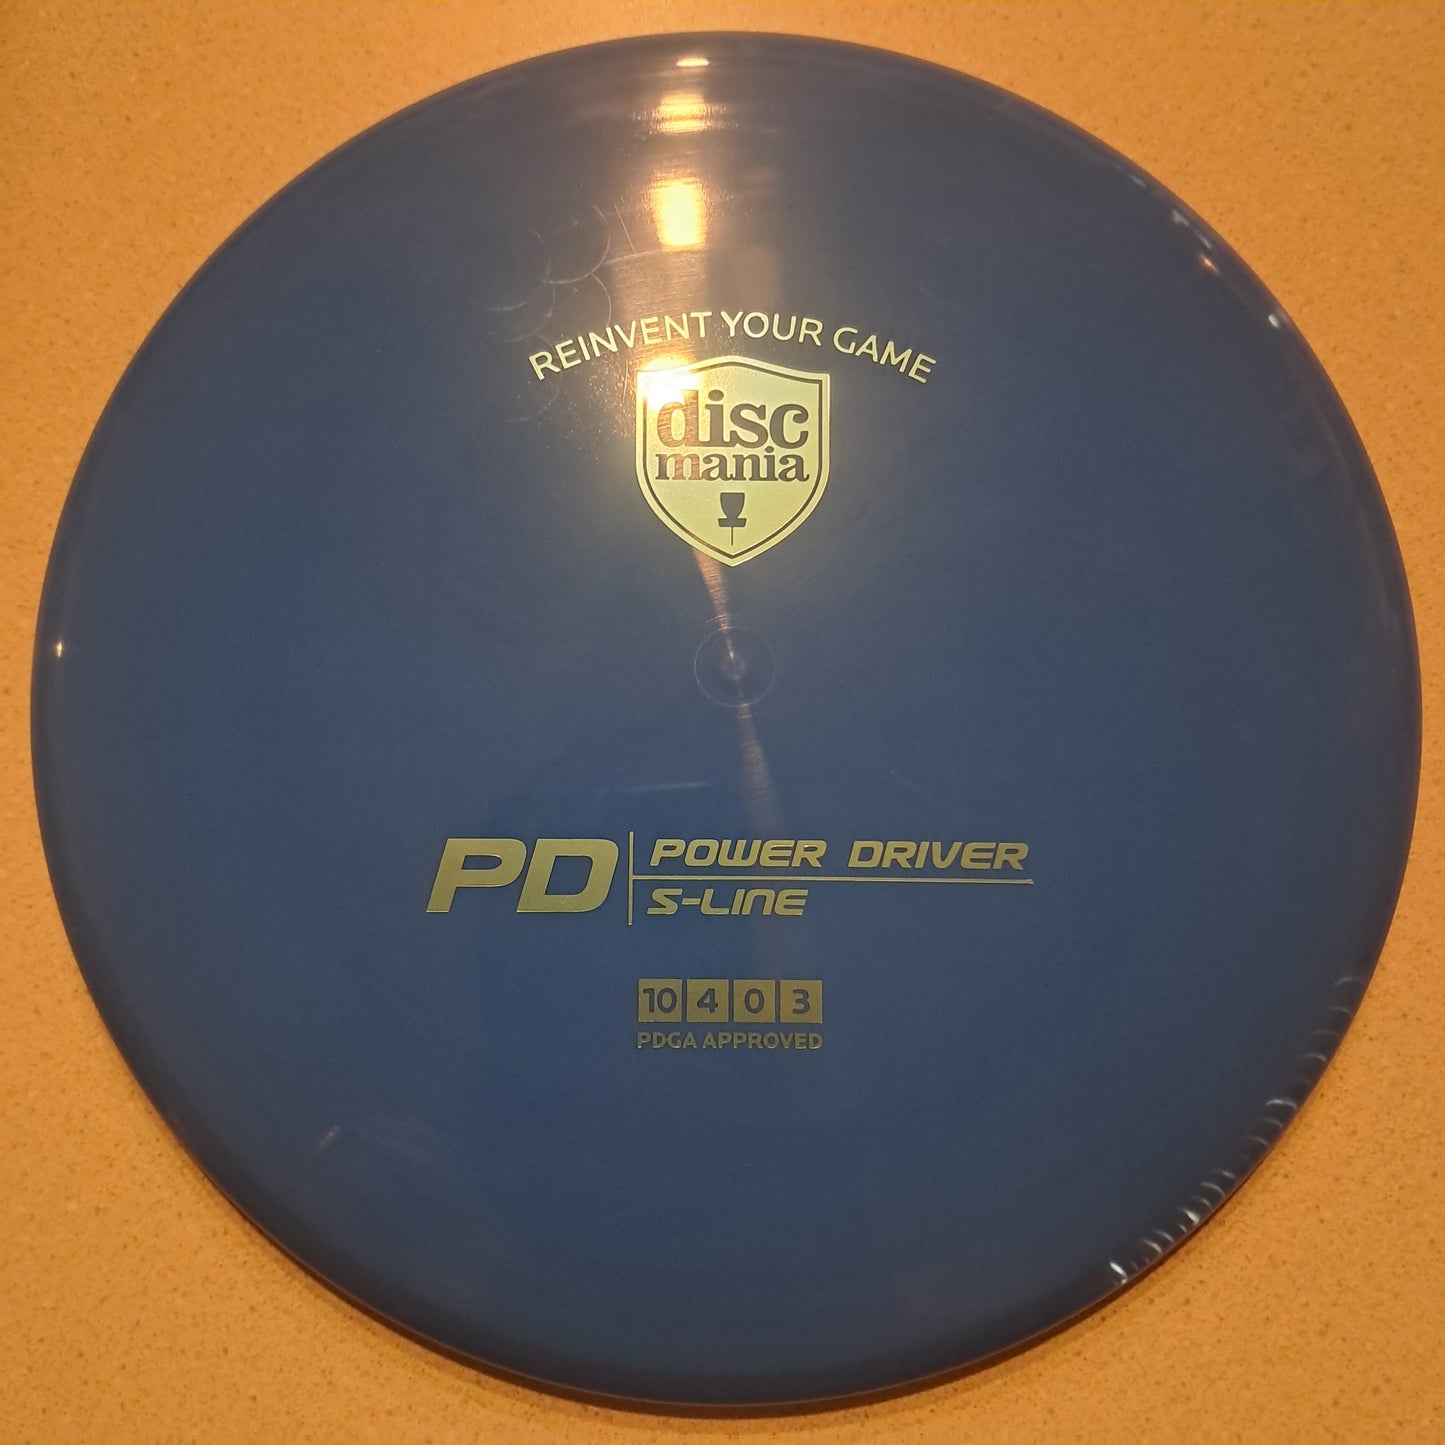 REINVENT YOUR GAME
disc
mania
PD
POWER DRIVER
S-LINE
10 4 0 3
PDGA APPROVED